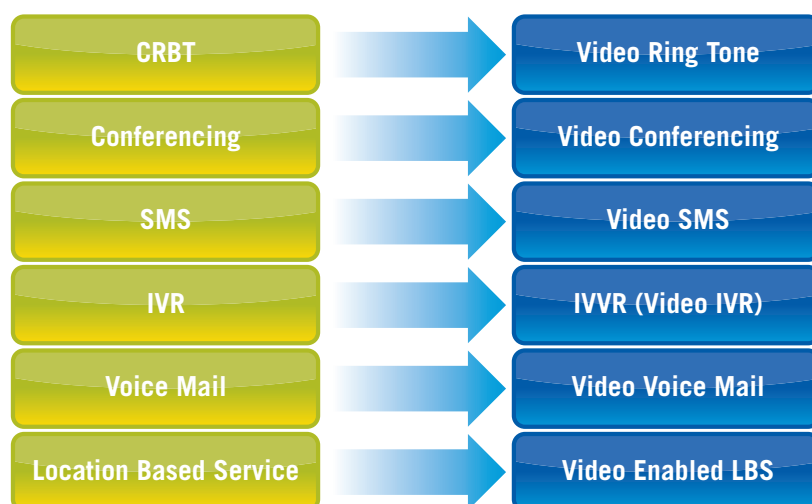 CRBT
Video Ring Tone
Conferencing
Video Conferencing
SMS
Video SMS
IVR
IVVR (Video IVR)
Voice Mail
Video Voice Mail
Location Based Service
Video Enabled LBS